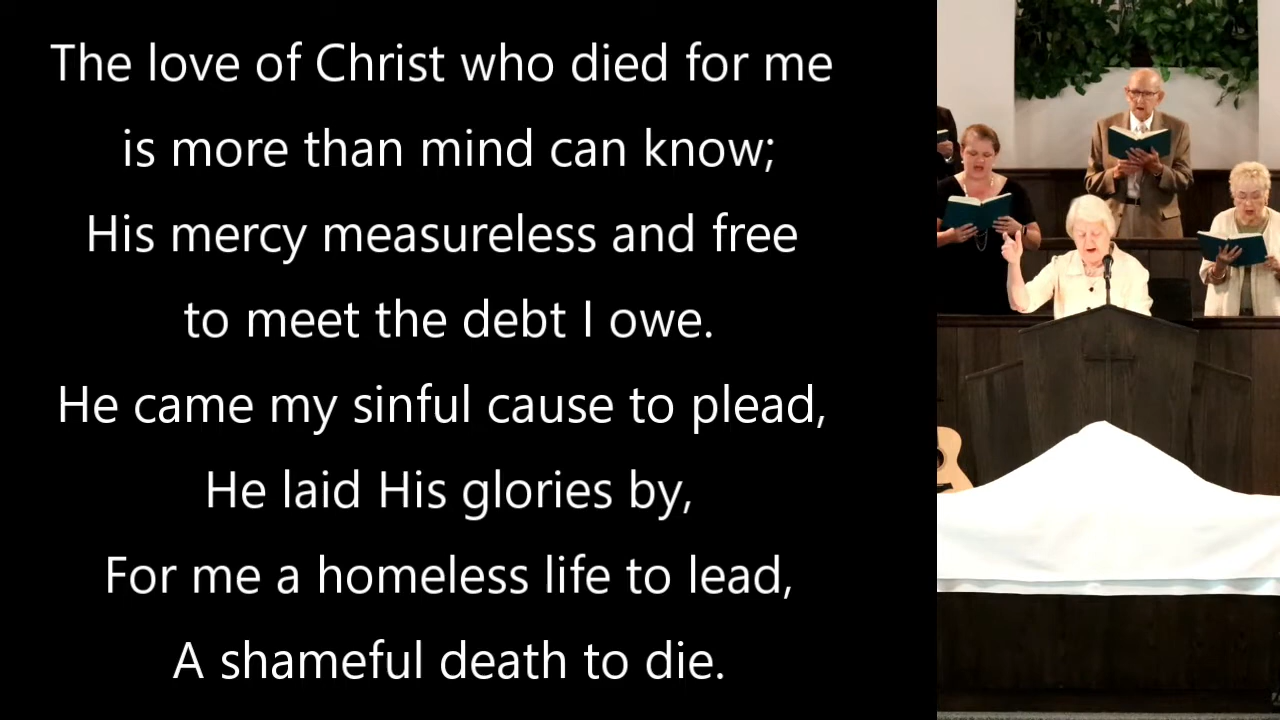 The love of Christ who died for me
is more than mind can know;
His mercy measureless and free
to meet the debt I owe.
He came my sinful cause to plead,
He laid His glories by,
For me a homeless life to lead,
A shameful death to die.